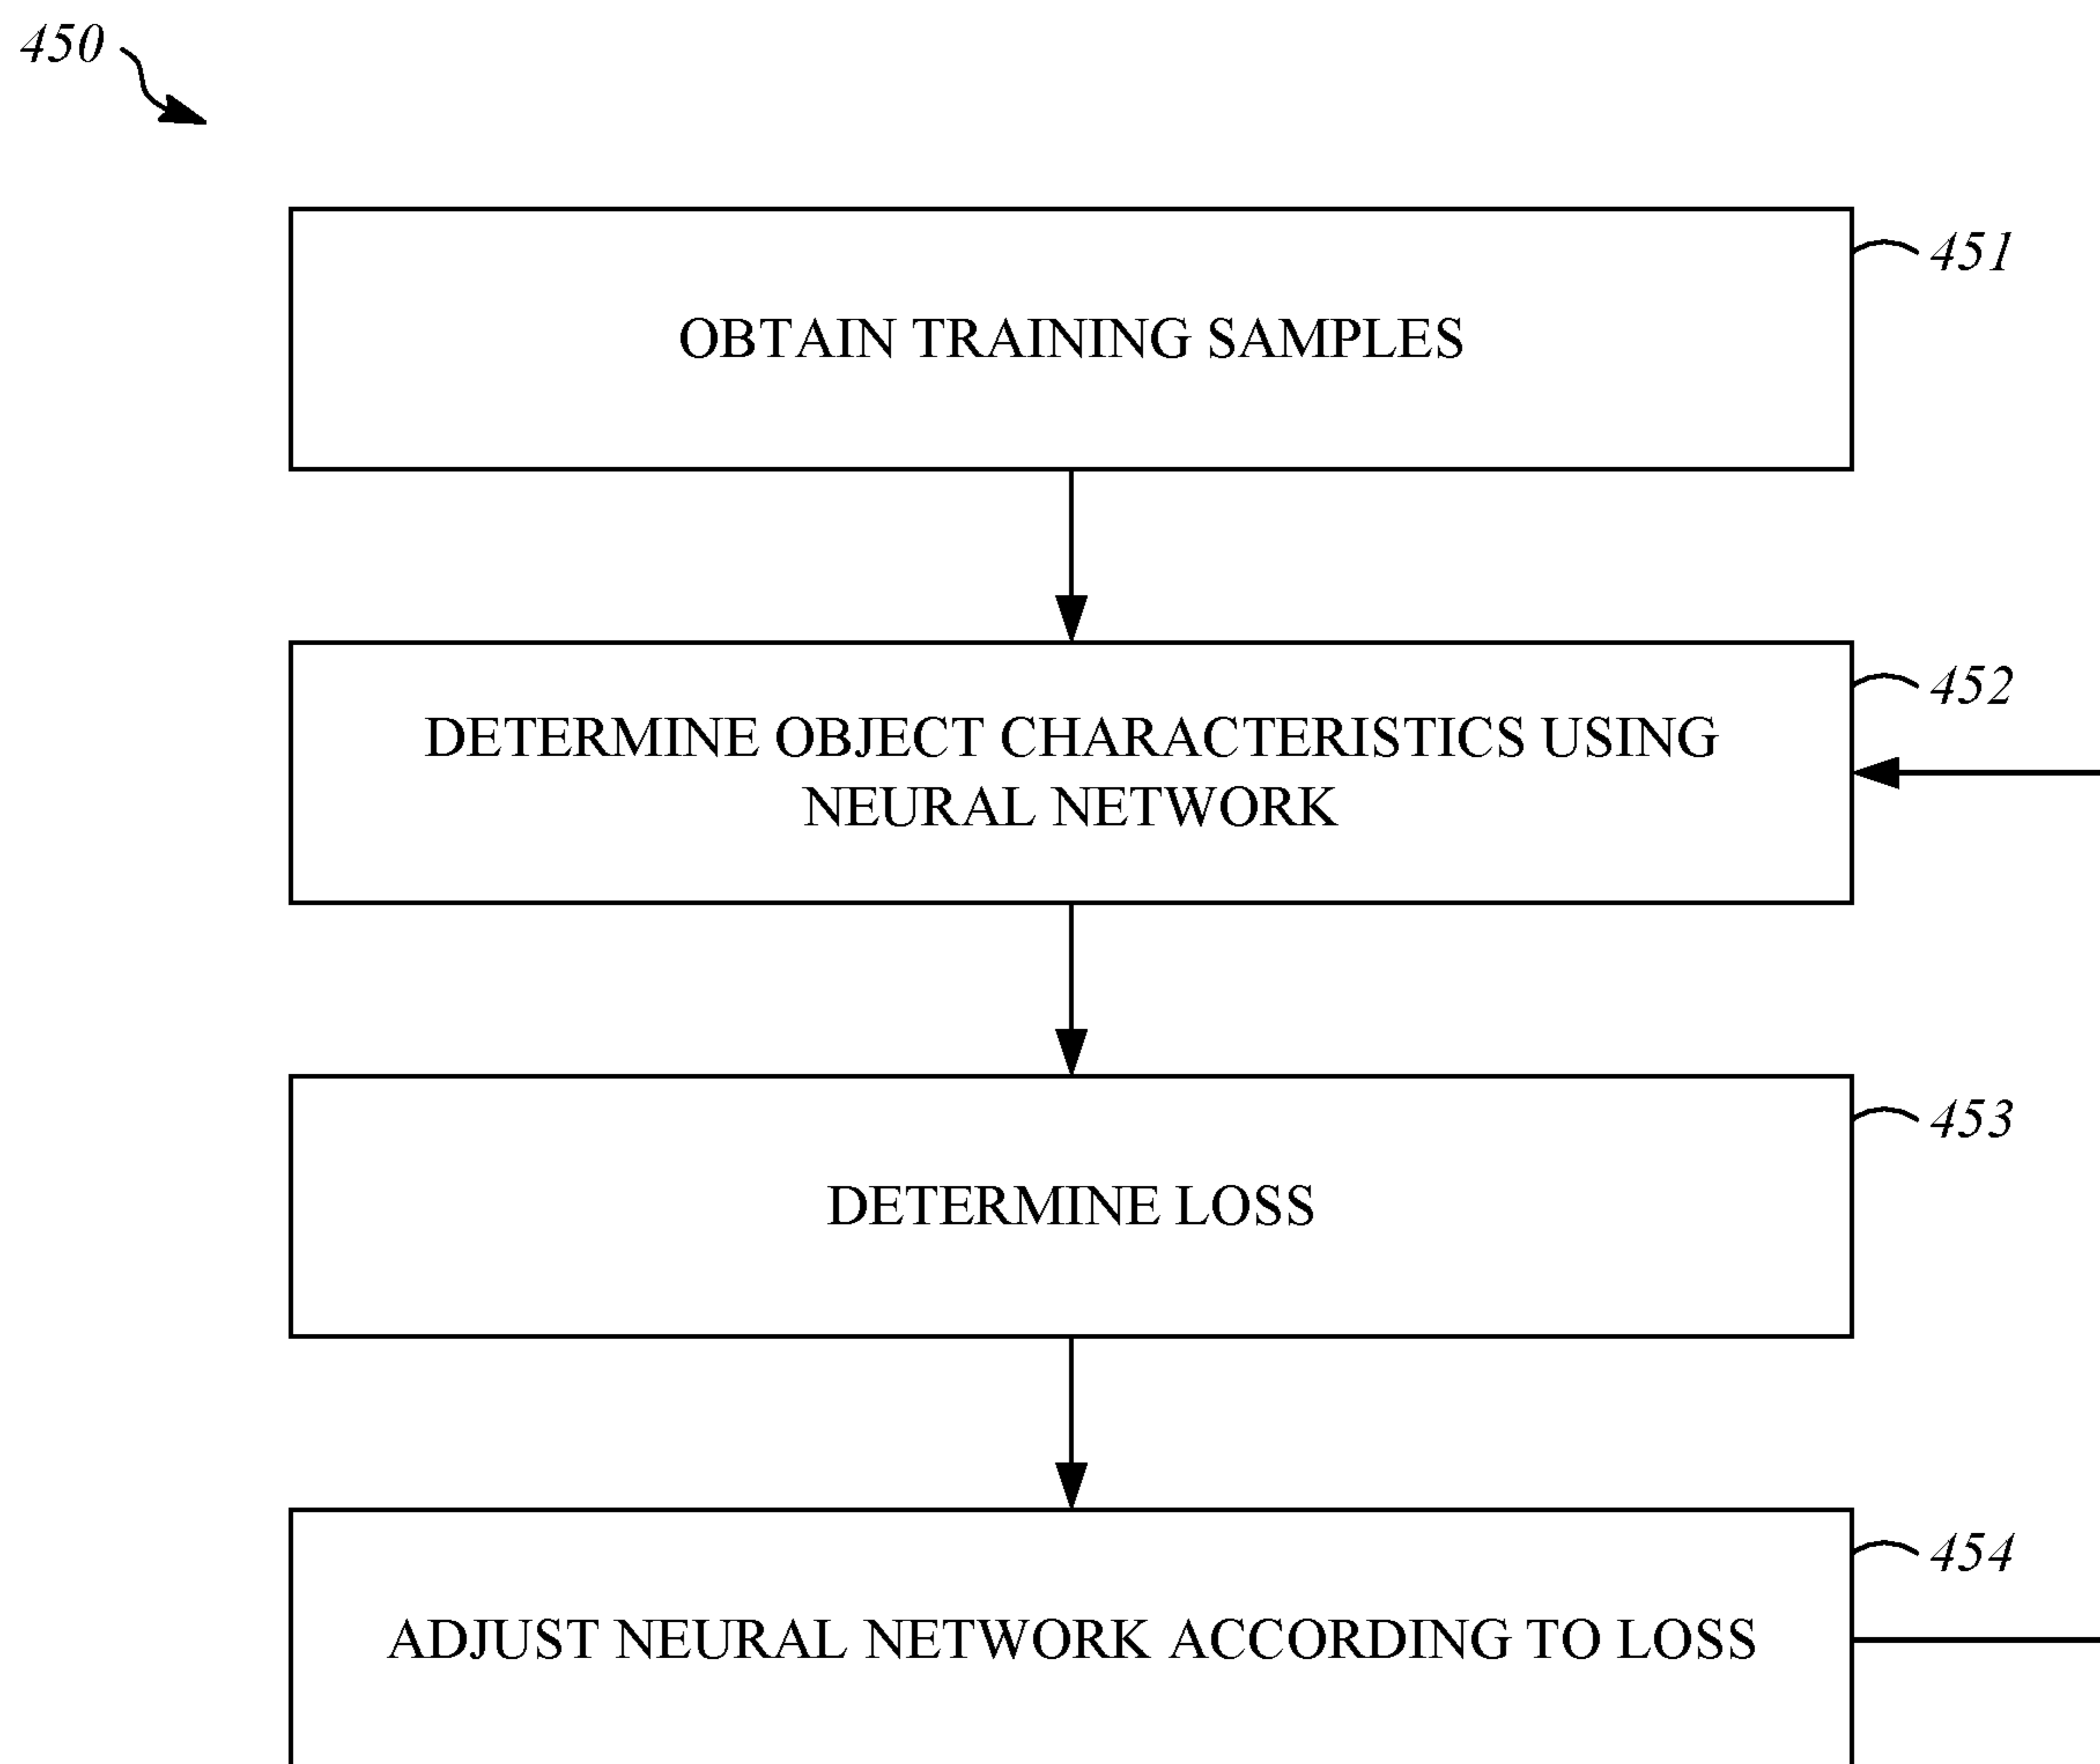 450
451
OBTAIN TRAINING SAMPLES
452
DETERMINE OBJECT CHARACTERISTICS USING
NEURAL NETWORK
453
DETERMINE LOSS
454
ADJUST NEURAL NETWORK ACCORDING TO LOSS